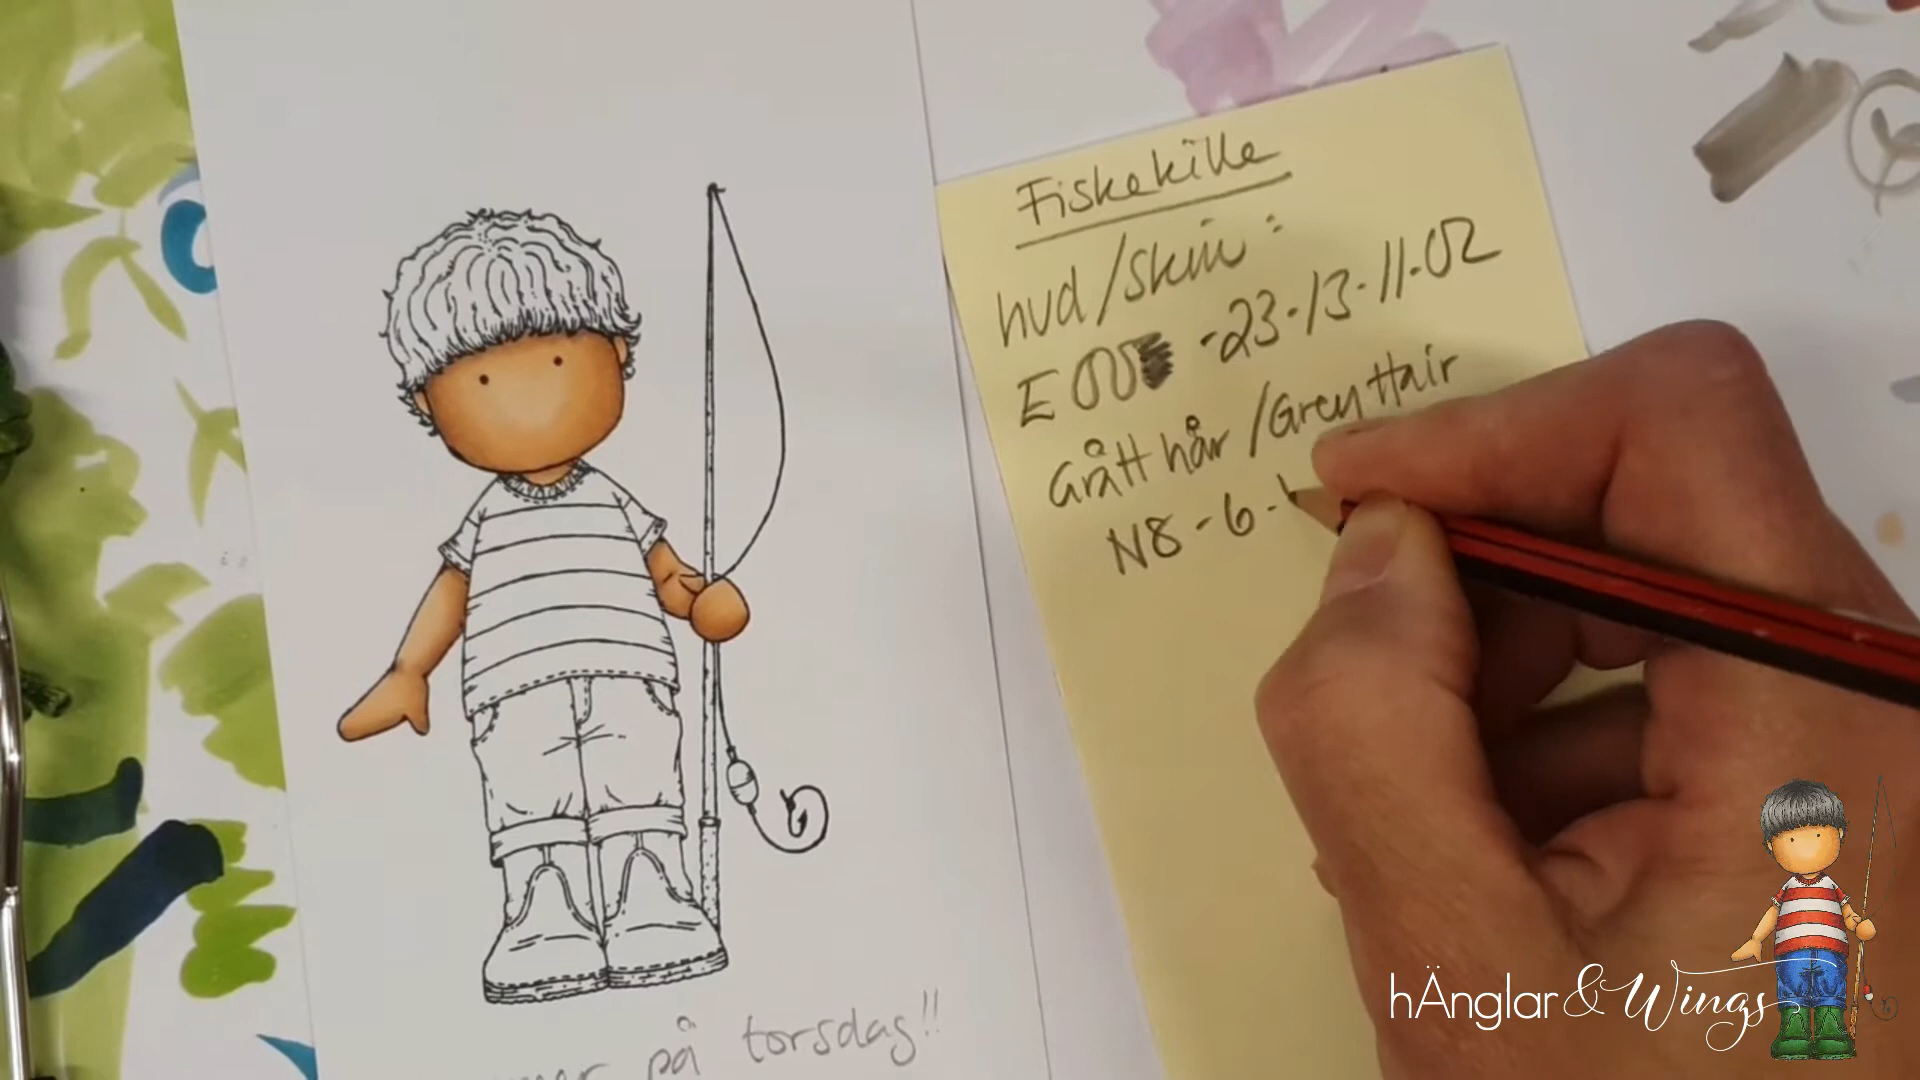 Fiskekille
hud/skin:
E00 -23-13-11-02
Grått hår/Grey Hair
N8-6-
på torsdag!!
hÄnglar & Wings